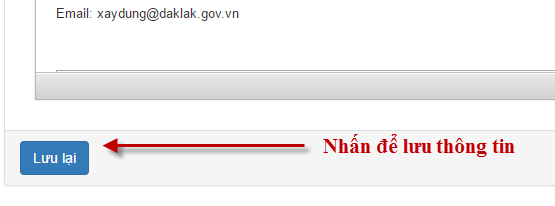 Email: xaydung@daklak.gov.vn
Lưu lại
Nhấn để lưu thông tin